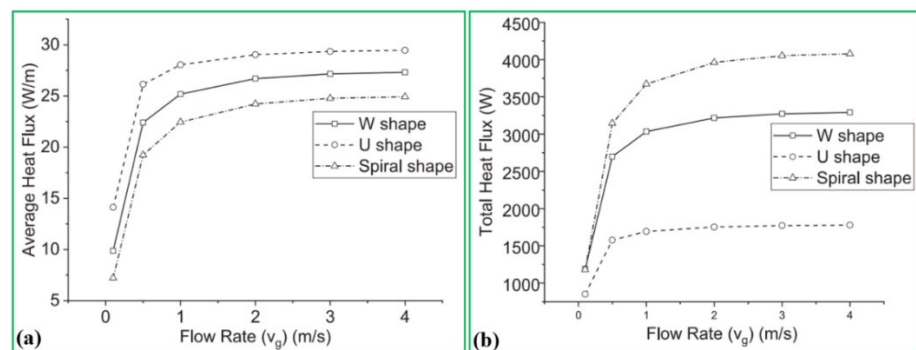 30
25
20
15
10
5
Average Heat Flux (W/m)
W shape
U shape
Spiral shape
0
1
2
3
4
Flow Rate (vg) (m/s)
(a)
4500
4000
3500
3000
2500
2000
1750
1500
1000
Total Heat Flux (W)
W shape
U shape
Spiral shape
0
1
2
3
4
Flow Rate (vg) (m/s)
(b)